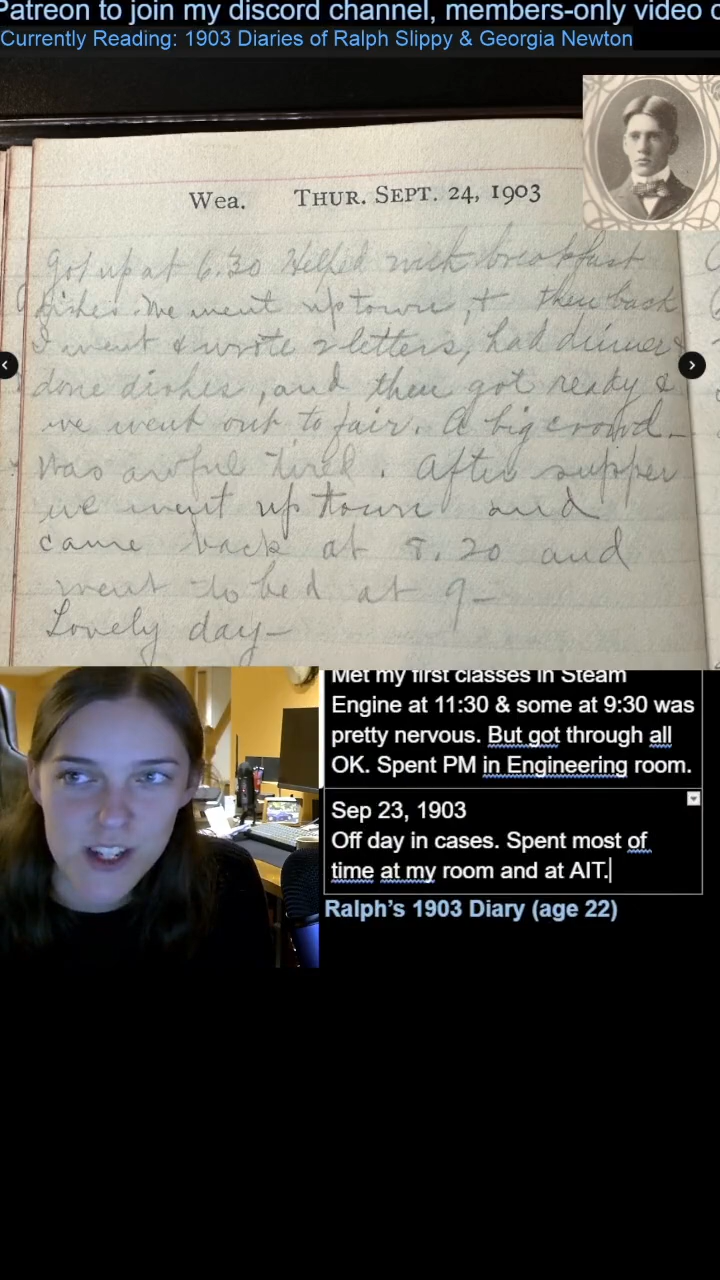 Patreon to join my discord channel, members-only video
Currently Reading: 1903 Diaries of Ralph Slippy & Georgia Newton
Wea. THUR. SEPT. 24, 1903
Got up at 6.30 Helped with breakfast
dishes. We went up town, + then back
I went & wrote 2 letters, had dinner &
done dishes, and then got ready &
we went out to fair. A big crowd-
Was awful tired. After supper
we went up town and
came back at 8.20 and
went to bed at 9-
Lovely day-
Met my first classes in Steam
Engine at 11:30 & some at 9:30 was
pretty nervous. But got through all
OK. Spent PM in Engineering room.
Sep 23, 1903
Off day in cases. Spent most of
time at my room and at AIT.
Ralph’s 1903 Diary (age 22)